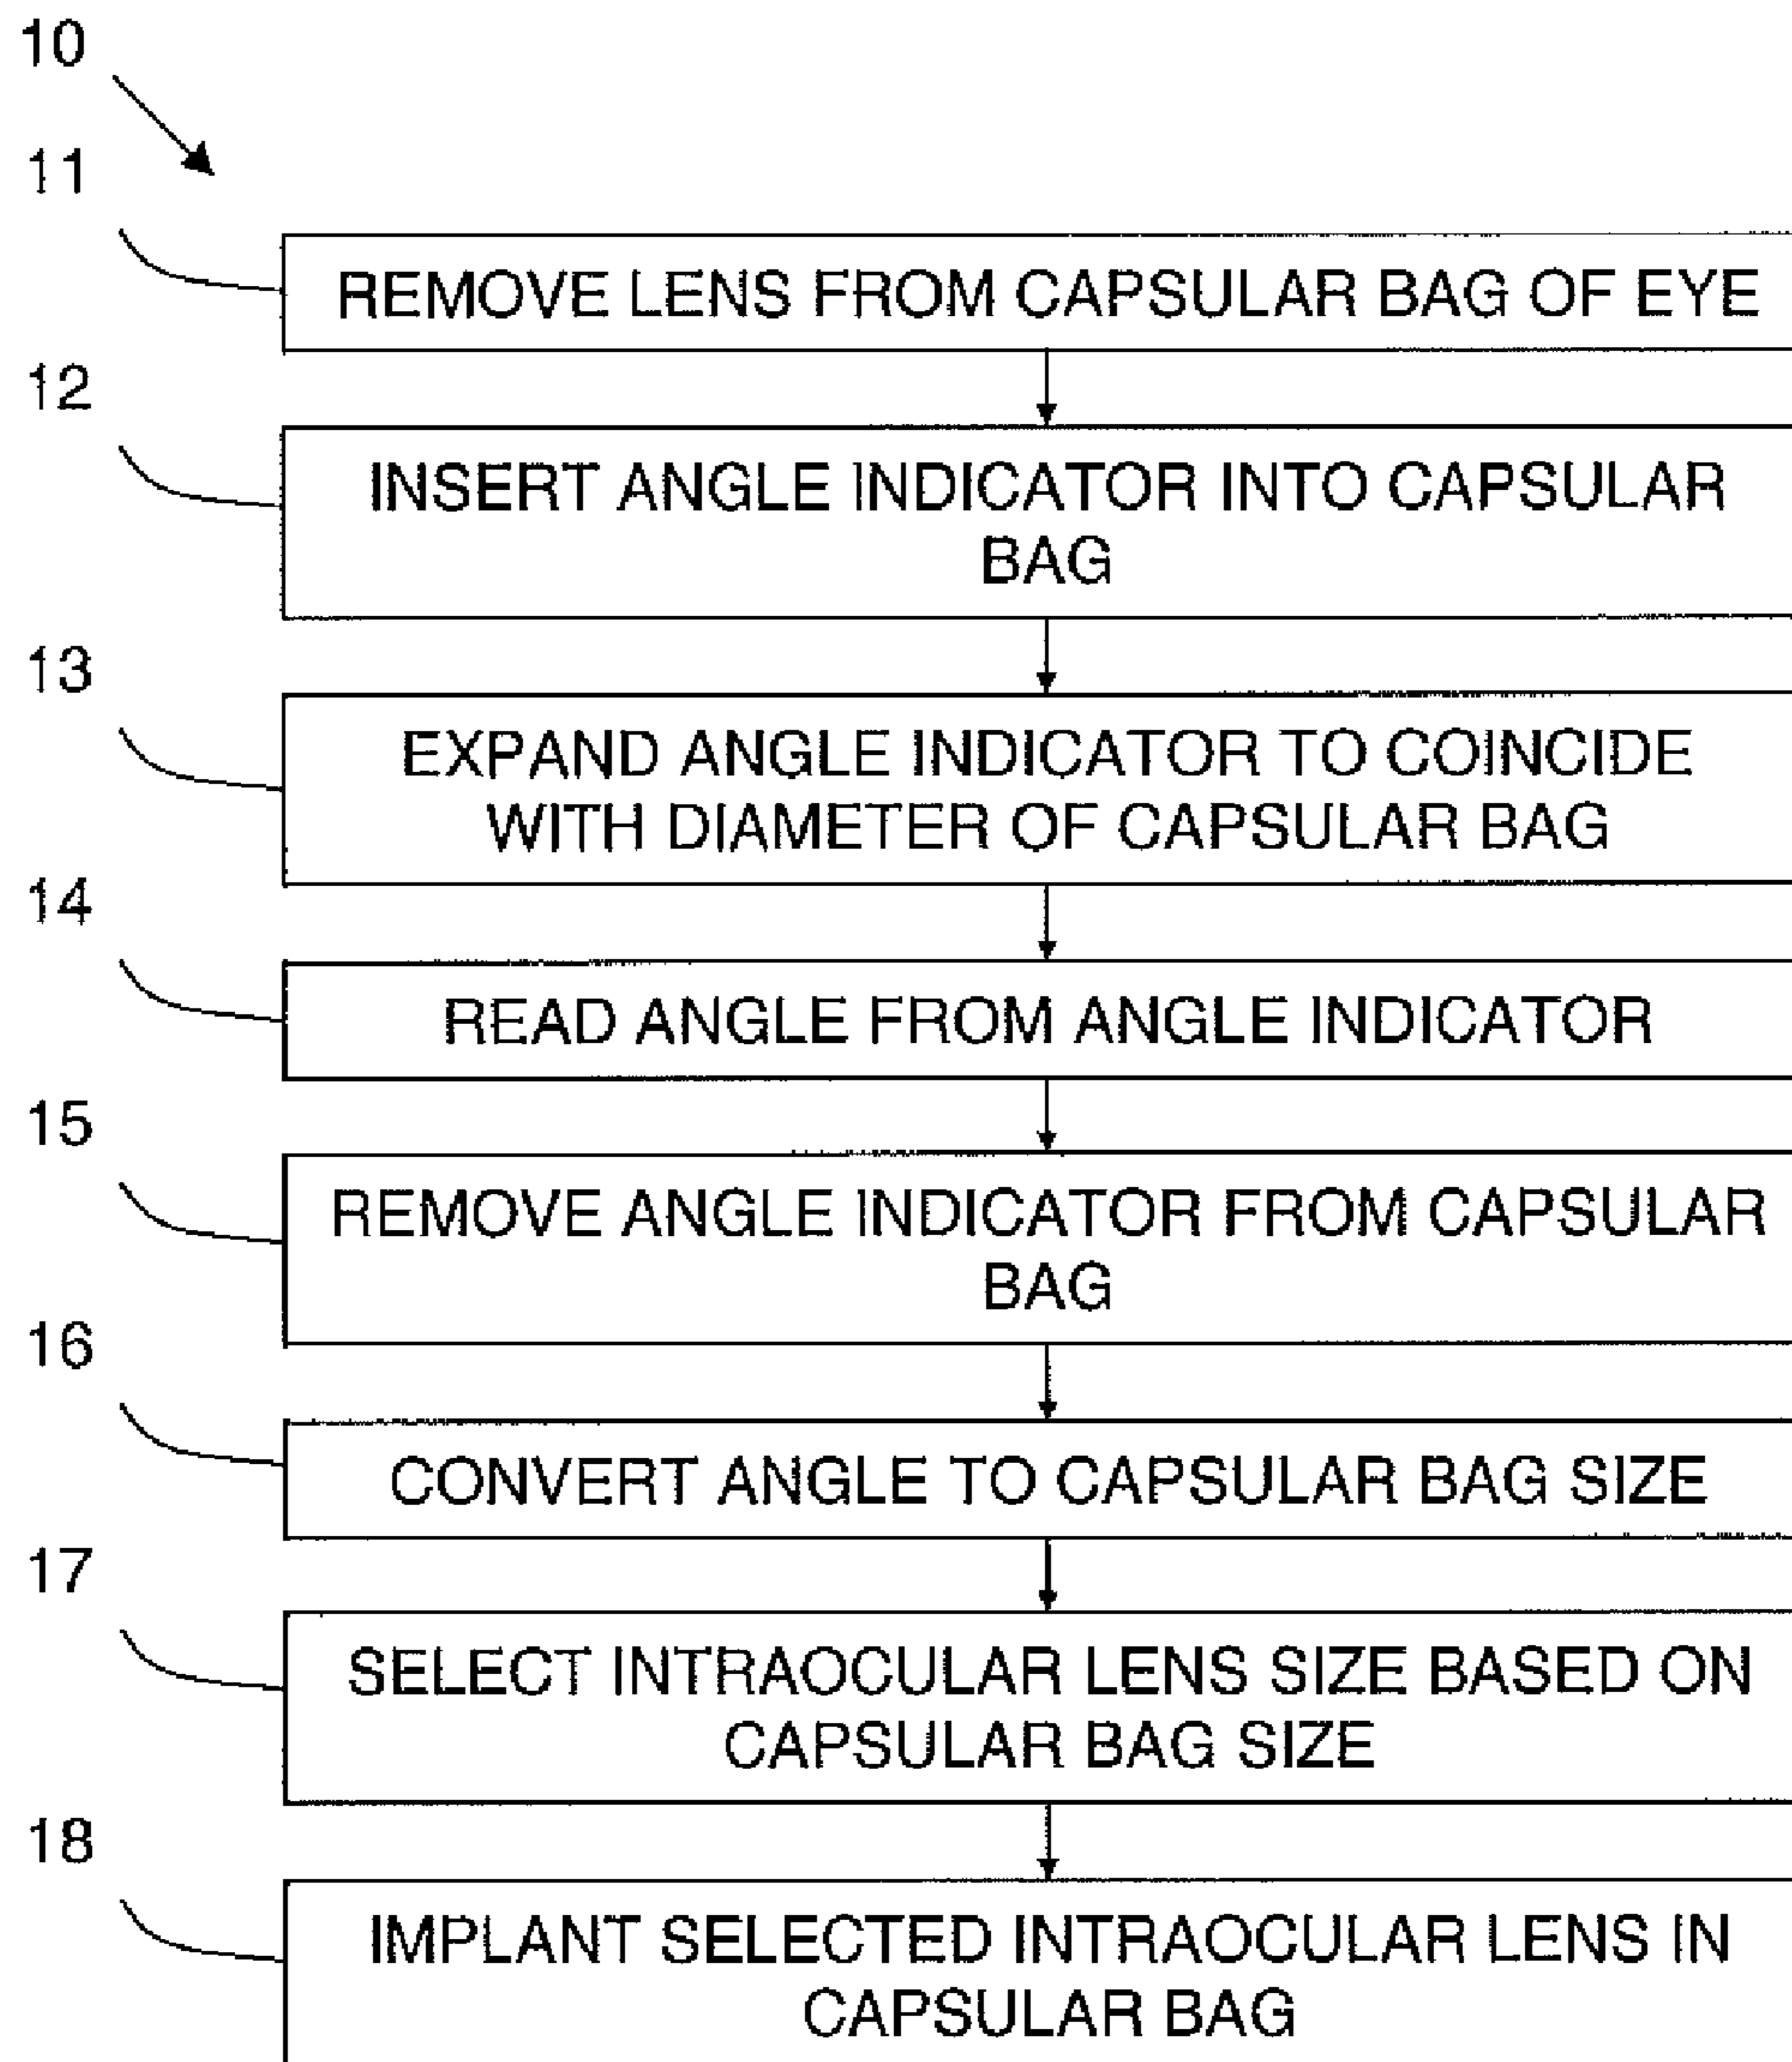 10
11
REMOVE LENS FROM CAPSULAR BAG OF EYE
12
INSERT ANGLE INDICATOR INTO CAPSULAR
BAG
13
EXPAND ANGLE INDICATOR TO COINCIDE
WITH DIAMETER OF CAPSULAR BAG
14
READ ANGLE FROM ANGLE INDICATOR
15
REMOVE ANGLE INDICATOR FROM CAPSULAR
BAG
16
CONVERT ANGLE TO CAPSULAR BAG SIZE
17
SELECT INTRAOCULAR LENS SIZE BASED ON
CAPSULAR BAG SIZE
18
IMPLANT SELECTED INTRAOCULAR LENS IN
CAPSULAR BAG